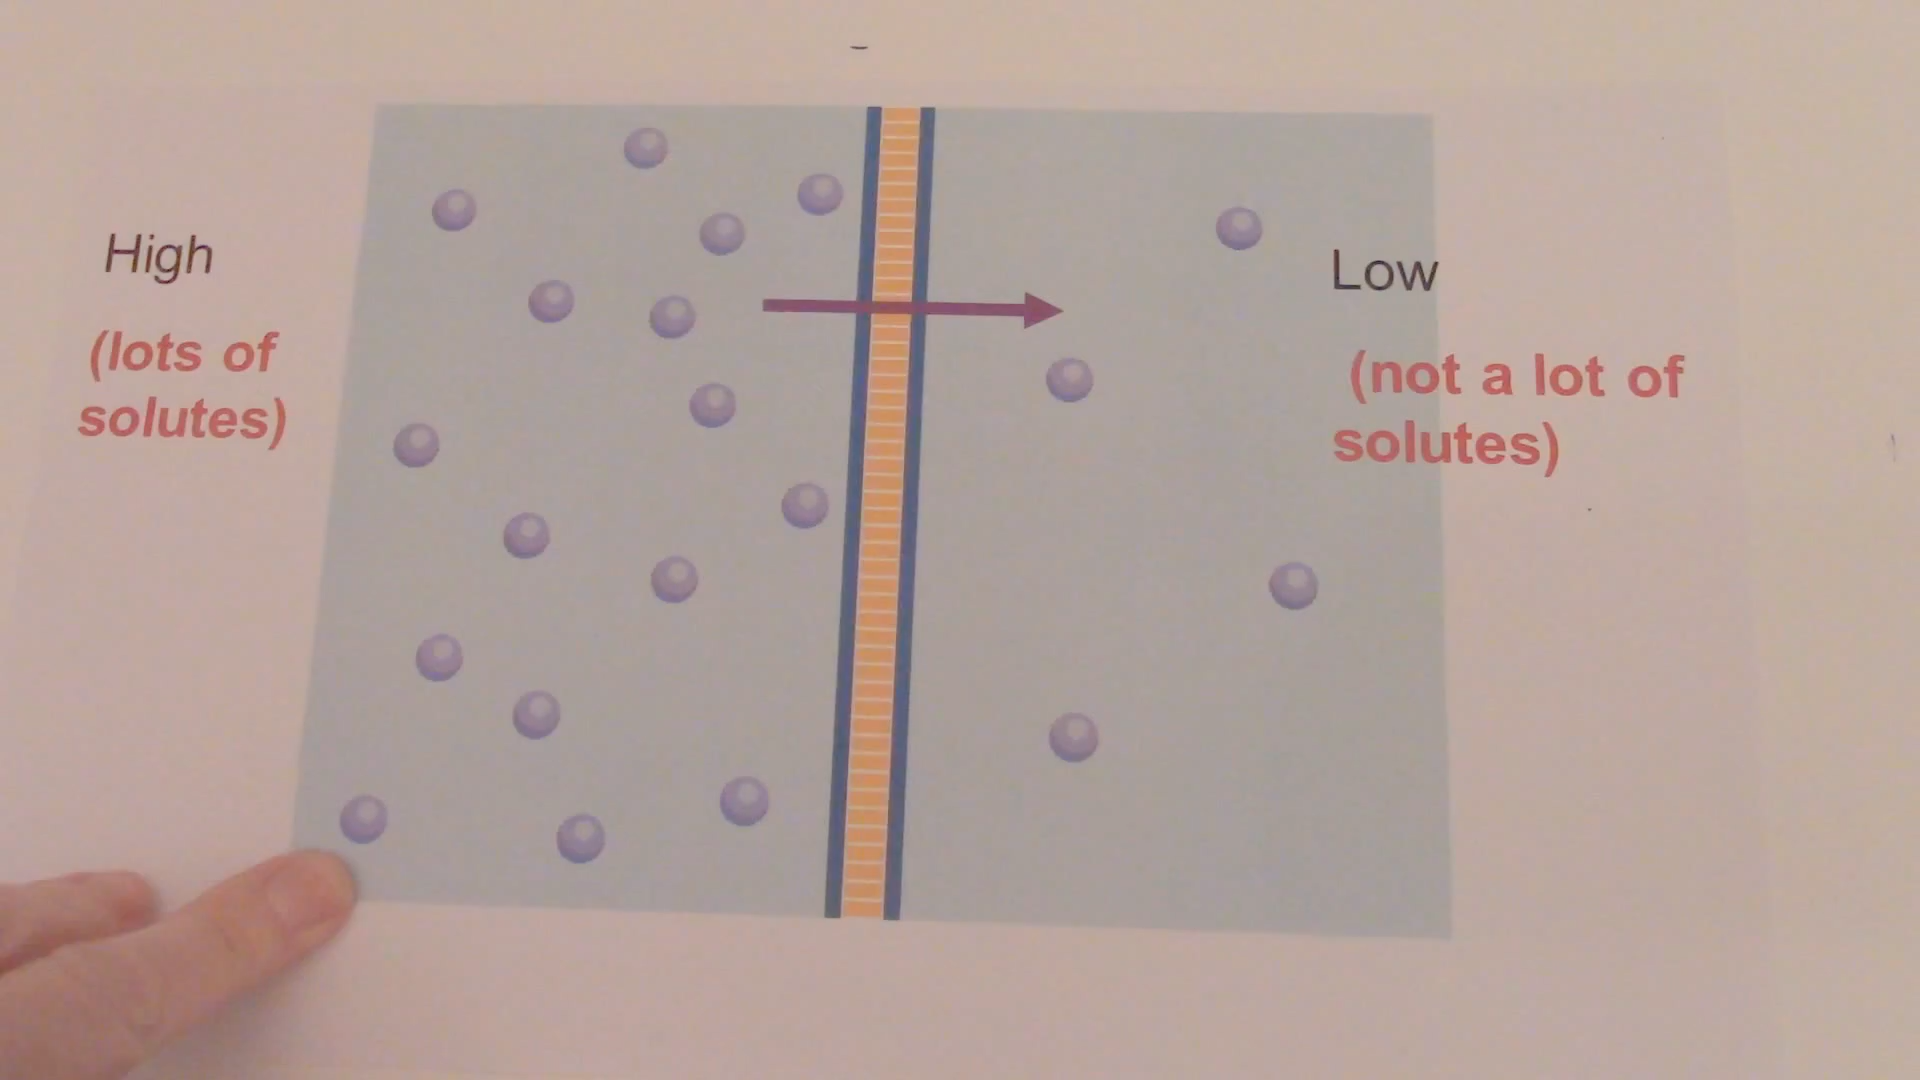 High
(lots of
solutes)
Low
(not a lot of
solutes)